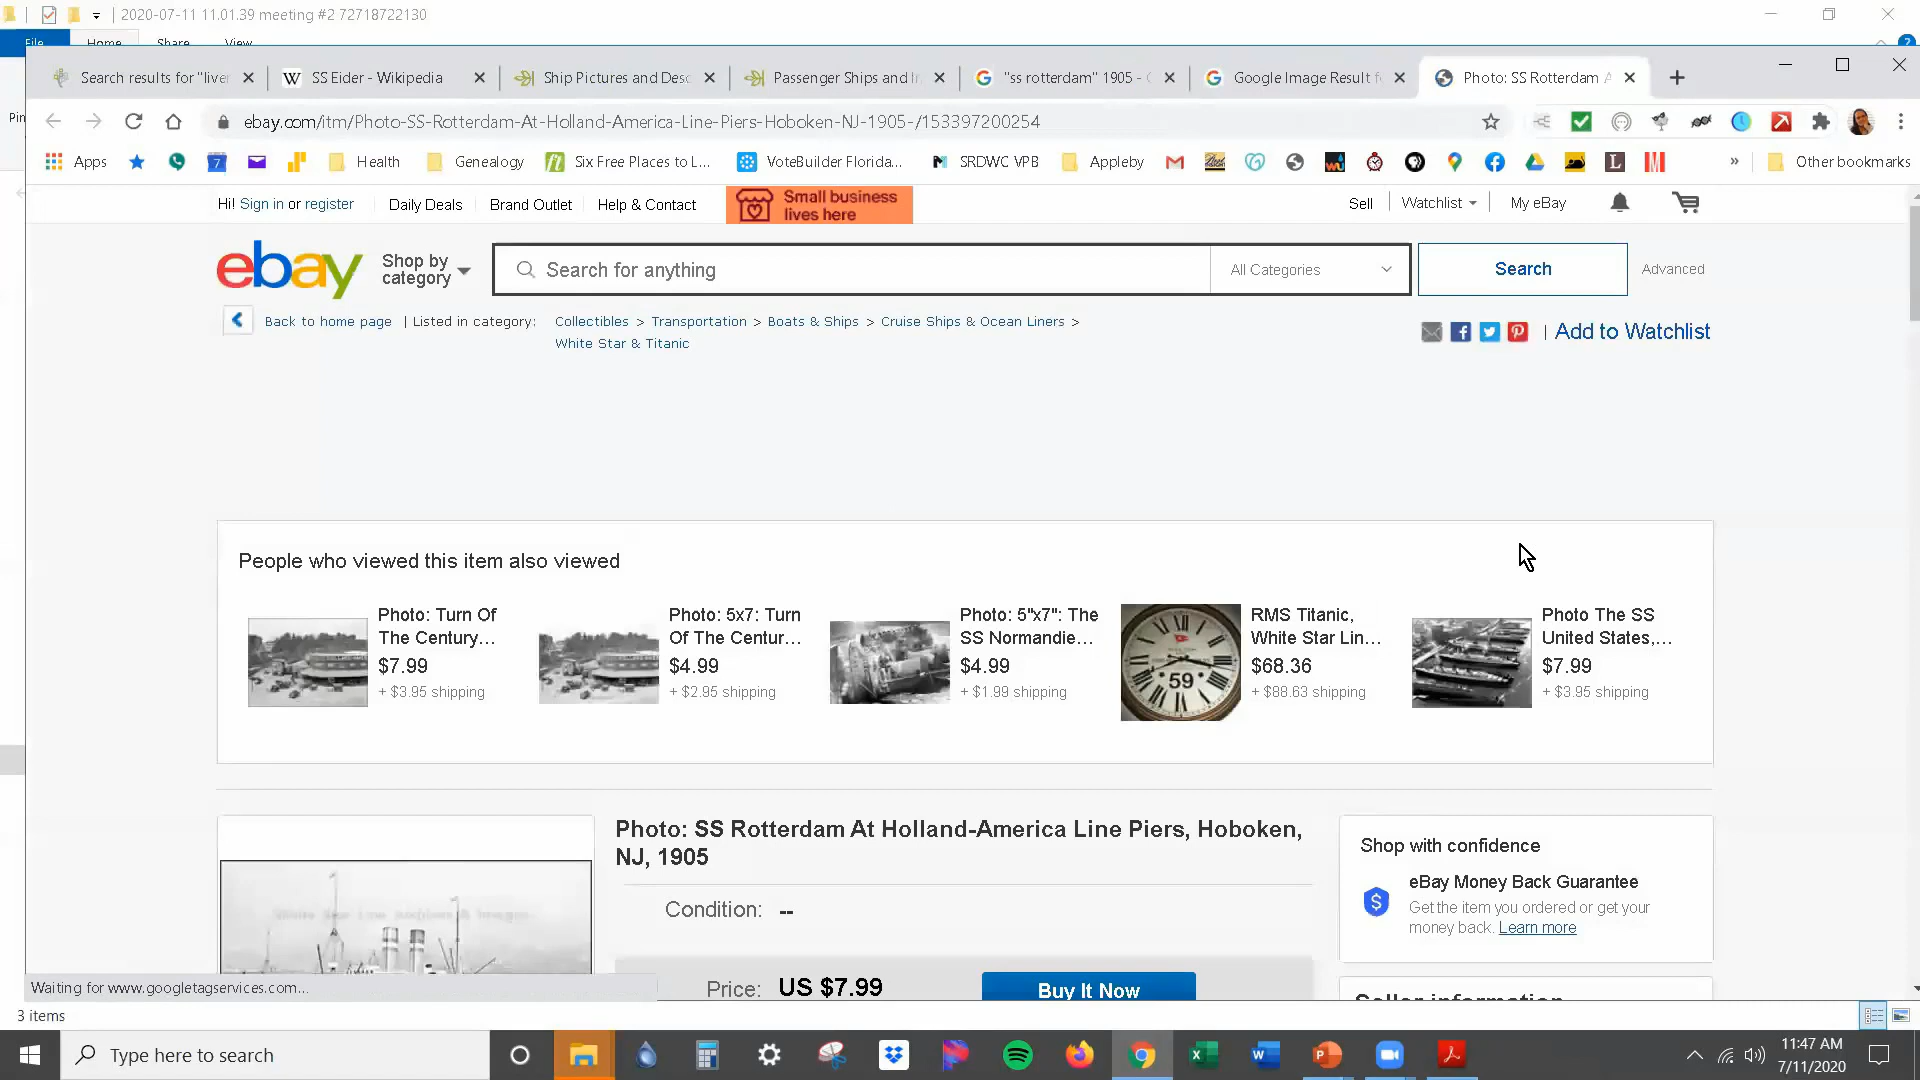 2020-07-11 11.01.39 meeting #2 72718722130
File Home Share View
Search results for "liver
SS Eider - Wikipedia
Ship Pictures and Desc
Passenger Ships and I
"ss rotterdam" 1905 -
Google Image Result f
Photo: SS Rotterdam A
ebay.com/itm/Photo-SS-Rotterdam-At-Holland-America-Line-Piers-Hoboken-NJ-1905-/153397200254
Pin
Apps 7 Health Genealogy Six Free Places to L... VoteBuilder Florida... SRDWC VPB Appleby L » Other bookmarks
Hi! Sign in or register Daily Deals Brand Outlet Help & Contact Small business
lives here
Sell Watchlist My eBay
ebay
Shop by
category
Search for anything
All Categories
Search
Advanced
Back to home page | Listed in category: Collectibles > Transportation > Boats & Ships > Cruise Ships & Ocean Liners >
White Star & Titanic
| Add to Watchlist
People who viewed this item also viewed
Photo: Turn Of
The Century...
$7.99
+ $3.95 shipping
Photo: 5x7: Turn
Of The Centur...
$4.99
+ $2.95 shipping
Photo: 5"x7": The
SS Normandie...
$4.99
+ $1.99 shipping
59
RMS Titanic,
White Star Lin...
$68.36
+ $88.63 shipping
Photo The SS
United States,...
$7.99
+ $3.95 shipping
Photo: SS Rotterdam At Holland-America Line Piers, Hoboken,
NJ, 1905
Condition: --
Price: US $7.99
Buy It Now
Shop with confidence
eBay Money Back Guarantee
Get the item you ordered or get your
money back. Learn more
Seller information
Waiting for www.googletagservices.com...
3 items
Type here to search
11:47 AM
7/11/2020